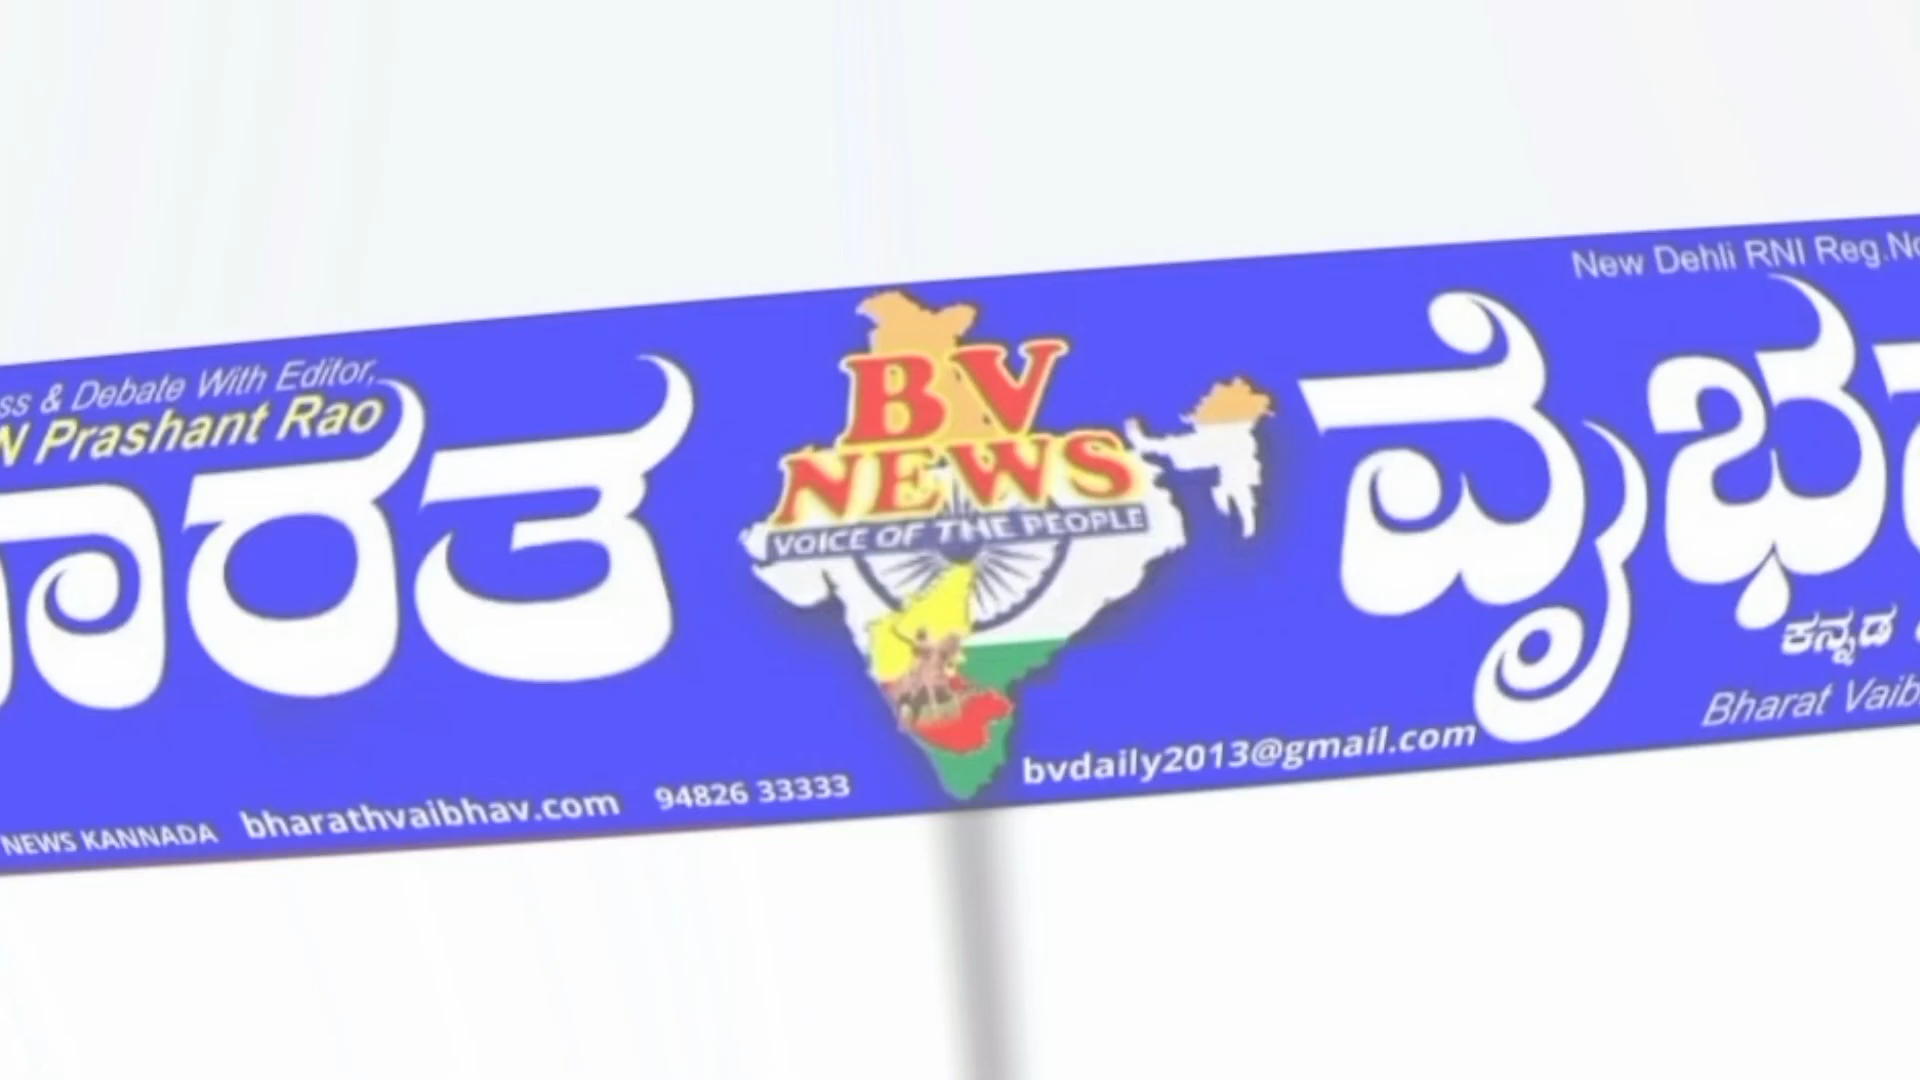 New Dehli RNI Reg.No
ss & Debate With Editor,
N Prashant Rao
ಾರತ
BV
NEWS
VOICE OF THE PEOPLE
ವೈಭ
ಕನ್ನಡ
Bharat Vaib
NEWS KANNADA bharathvaibhav.com 94826 33333 bvdaily2013@gmail.com